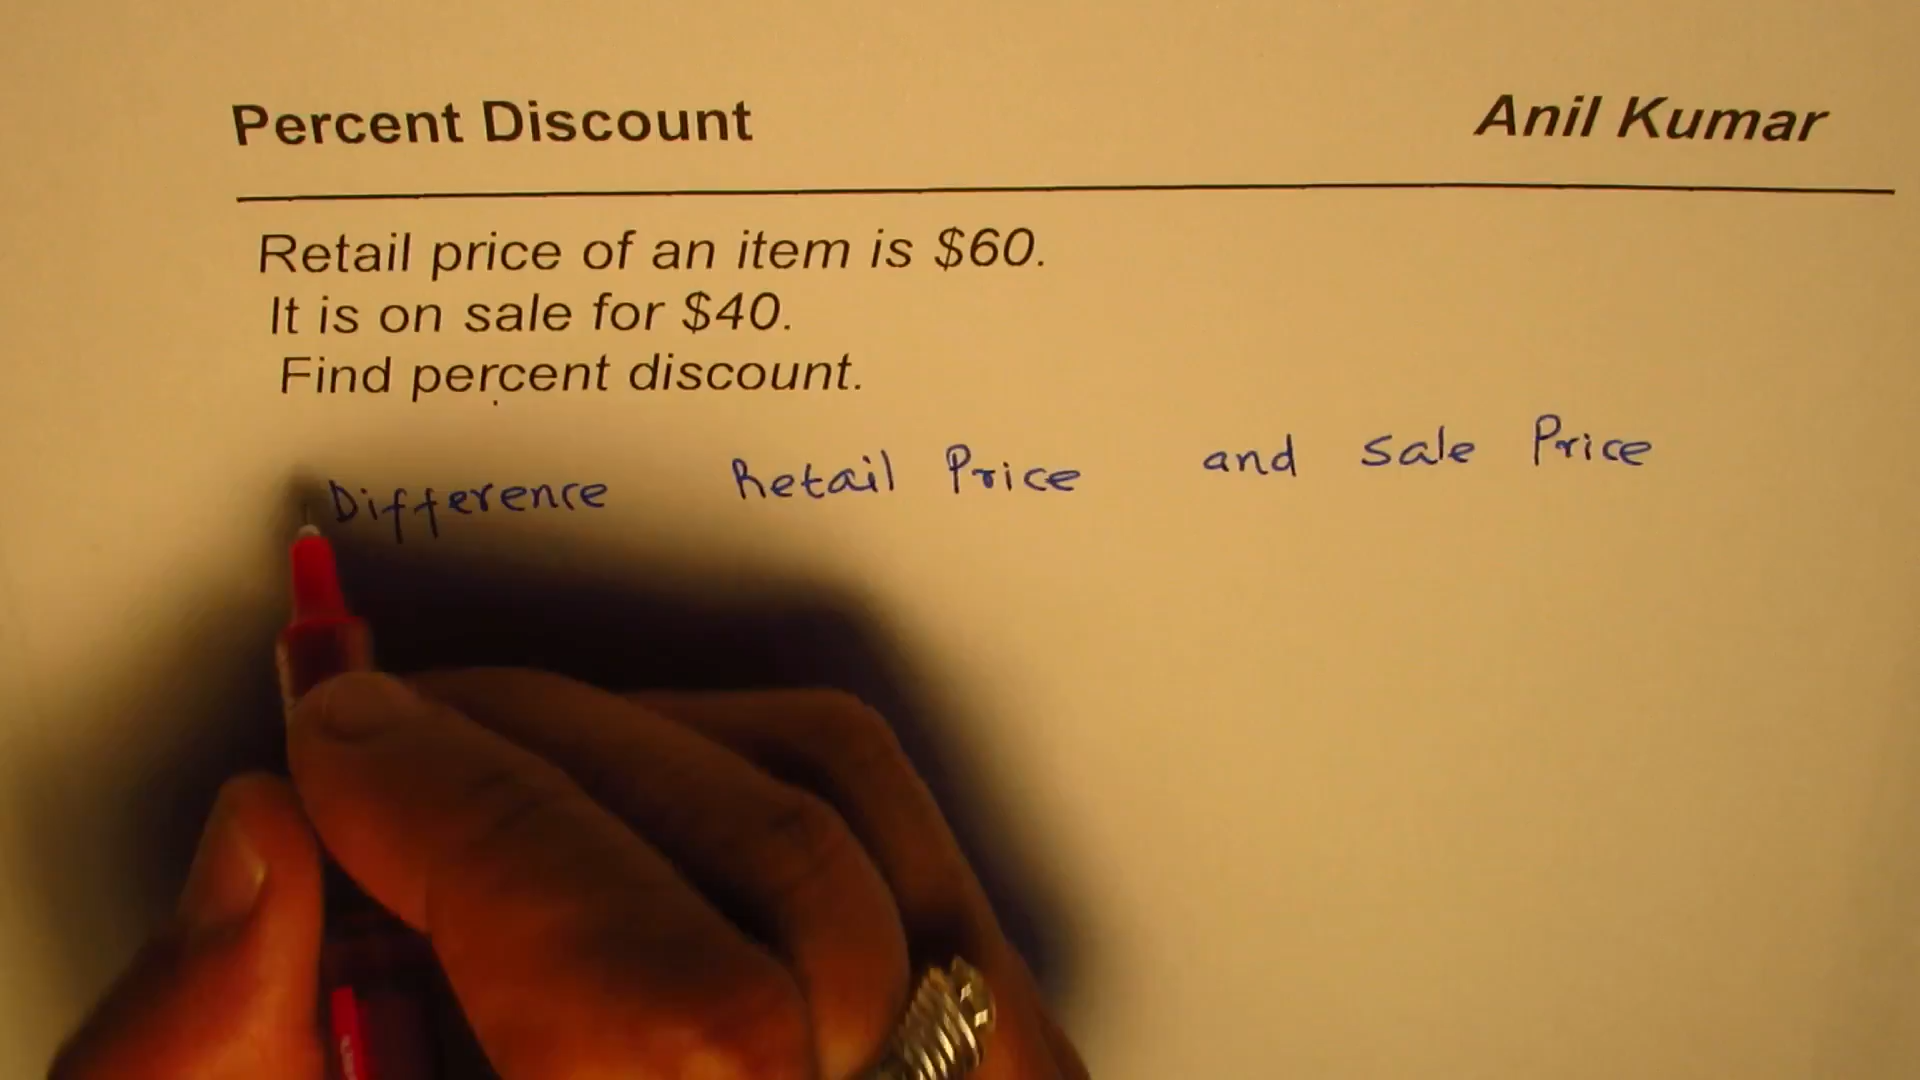 Percent Discount Anil Kumar
Retail price of an item is $60.
It is on sale for $40.
Find percent discount.
Difference Retail Price and Sale Price